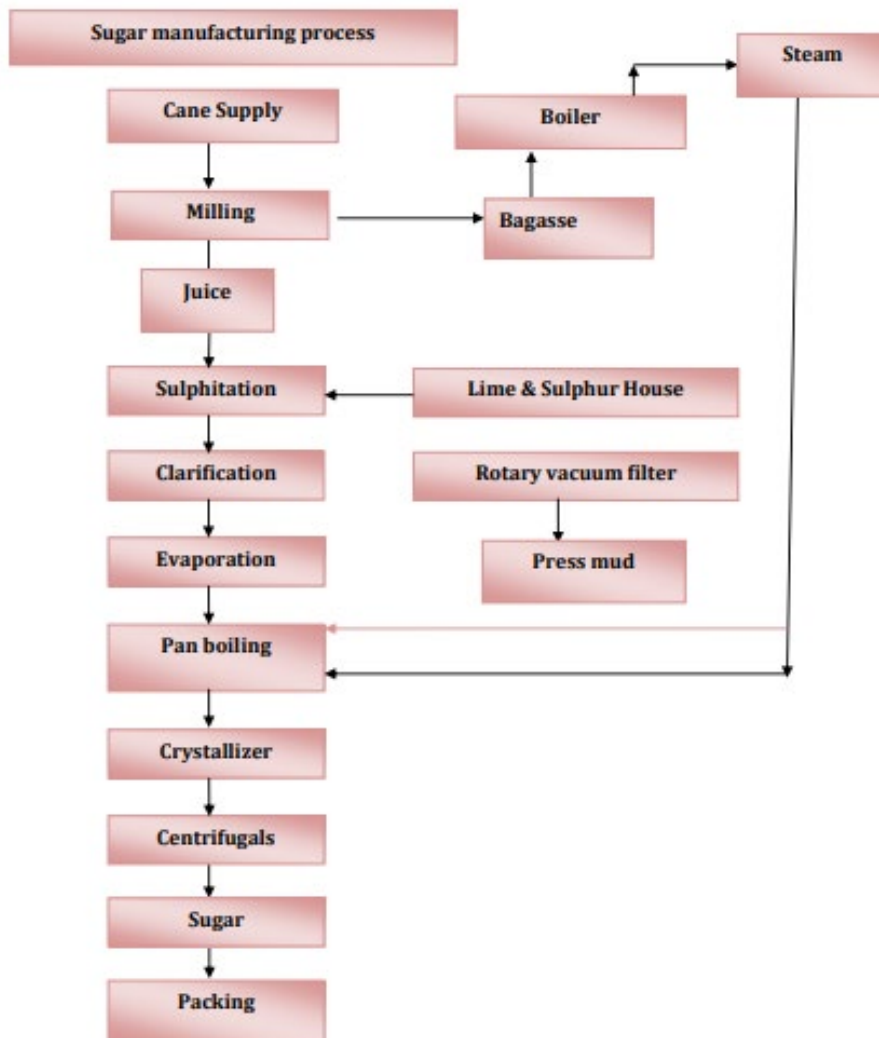 Sugar manufacturing process
Steam
Cane Supply
Boiler
Milling
Bagasse
Juice
Sulphitation
Lime & Sulphur House
Clarification
Rotary vacuum filter
Evaporation
Press mud
Pan boiling
Crystallizer
Centrifugals
Sugar
Packing